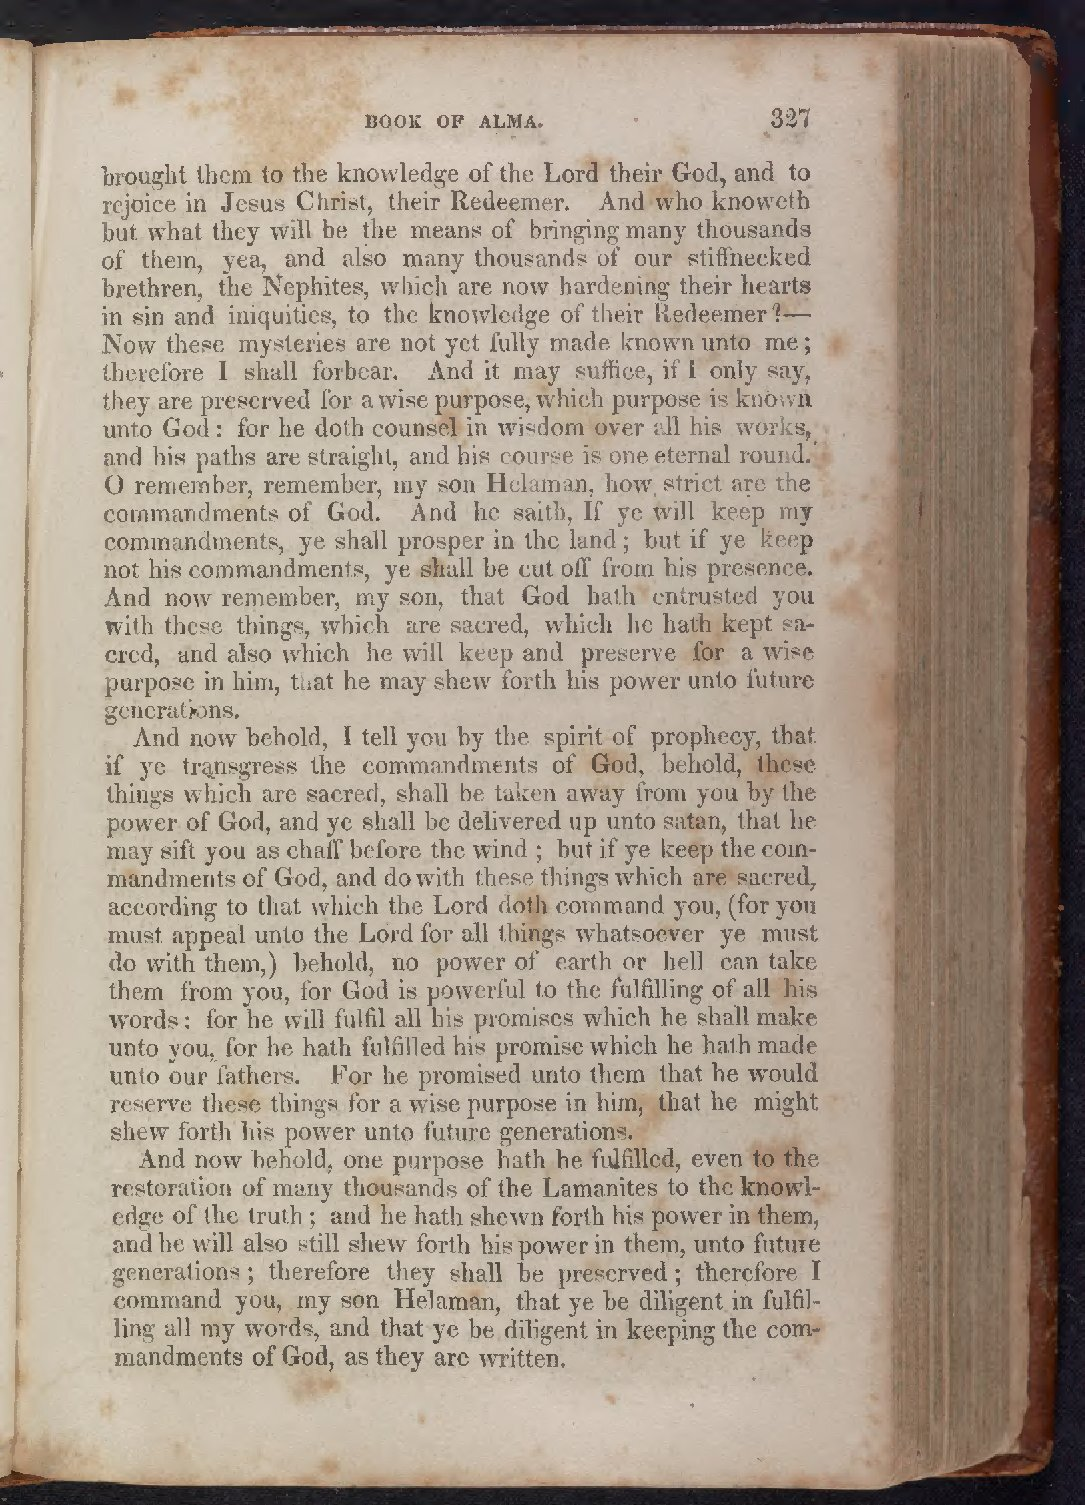 BOOK OF ALMA. 327
brought them to the knowledge of the Lord their God, and to
rejoice in Jesus Christ, their Redeemer. And who knoweth
but what they will be the means of bringing many thousands
of them, yea, and also many thousands of our stiffnecked
brethren, the Nephites, which are now hardening their hearts
in sin and iniquities, to the knowledge of their Redeemer?—
Now these mysteries are not yet fully made known unto me;
therefore I shall forbear. And it may suffice, if I only say,
they are preserved for a wise purpose, which purpose is known
unto God: for he doth counsel in wisdom over all his works,
and his paths are straight, and his course is one eternal round.
O remember, remember, my son Helaman, how strict are the
commandments of God. And he saith, If ye will keep my
commandments, ye shall prosper in the land; but if ye keep
not his commandments, ye shall be cut off from his presence.
And now remember, my son, that God hath entrusted you
with these things, which are sacred, which he hath kept sa-
cred, and also which he will keep and preserve for a wise
purpose in him, that he may shew forth his power unto future
generations.
And now behold, I tell you by the spirit of prophecy, that
if ye transgress the commandments of God, behold, these
things which are sacred, shall be taken away from you by the
power of God, and ye shall be delivered up unto satan, that he
may sift you as chaff before the wind; but if ye keep the com-
mandments of God, and do with these things which are sacred,
according to that which the Lord doth command you, (for you
must appeal unto the Lord for all things whatsoever ye must
do with them,) behold, no power of earth or hell can take
them from you, for God is powerful to the fulfilling of all his
words: for he will fulfil all his promises which he shall make
unto you, for he hath fulfilled his promise which he hath made
unto our fathers. For he promised unto them that he would
reserve these things for a wise purpose in him, that he might
shew forth his power unto future generations.
And now behold, one purpose hath he fulfilled, even to the
restoration of many thousands of the Lamanites to the knowl-
edge of the truth; and he hath shewn forth his power in them,
and he will also still shew forth his power in them, unto future
generations; therefore they shall be preserved; therefore I
command you, my son Helaman, that ye be diligent in fulfil-
ling all my words, and that ye be diligent in keeping the com-
mandments of God, as they are written.